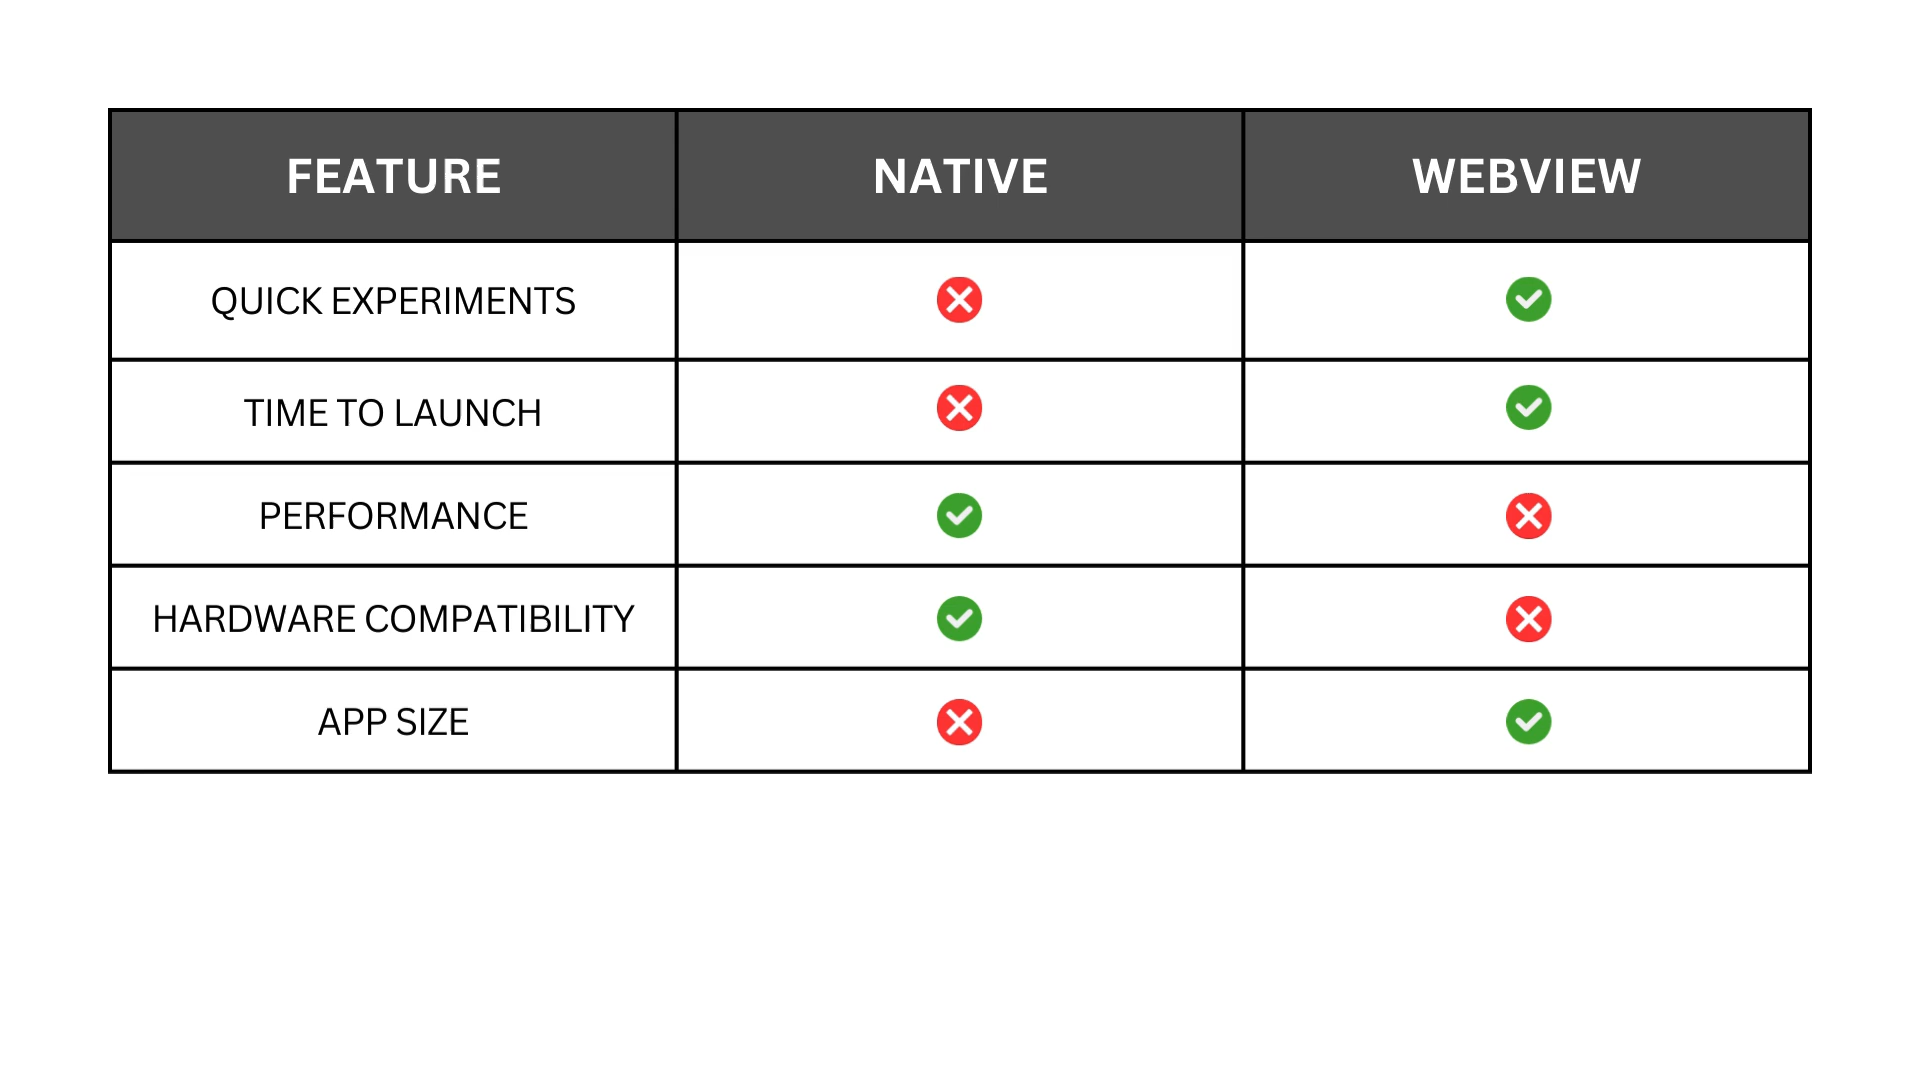 FEATURE NATIVE WEBVIEW
QUICK EXPERIMENTS
TIME TO LAUNCH
PERFORMANCE
HARDWARE COMPATIBILITY
APP SIZE